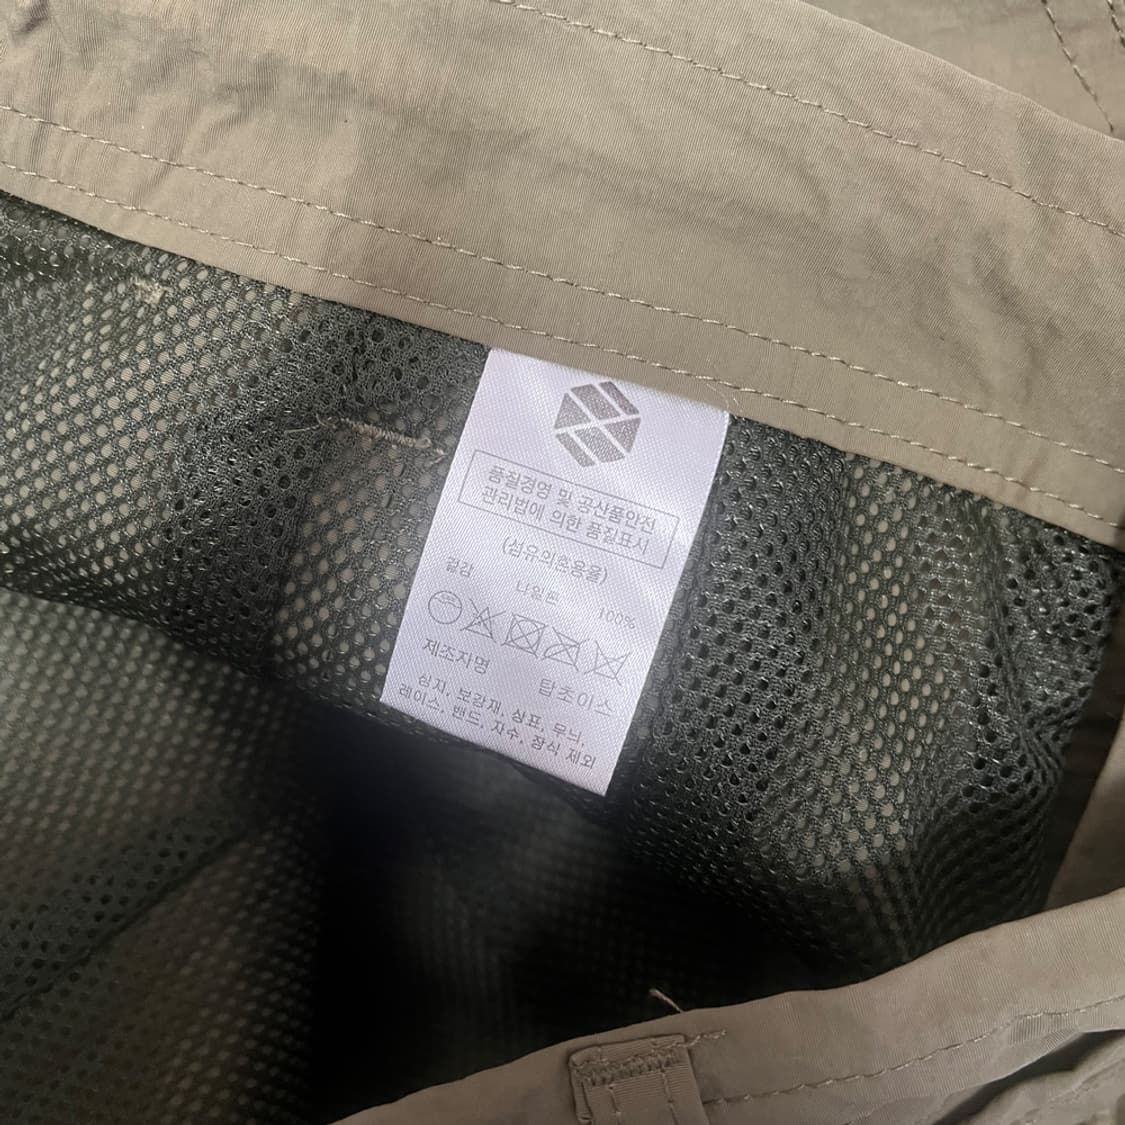 품질경영 및 공산품안전
관리법에 의한 품질표시
(섬유의혼용율)
겉감 나일론 100%
제조자명 탑초이스
심지, 보강재, 상표, 무늬,
레이스, 밴드, 자수, 장식 제외